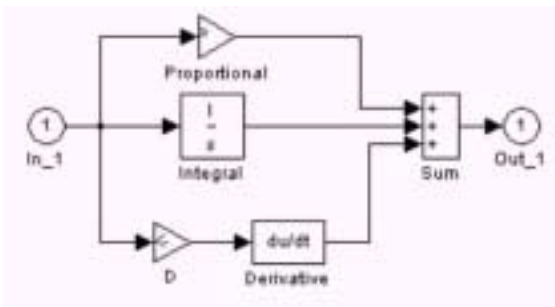 Proportional
1
In_1
1
s
Integral
+
+
+
Sum
1
Out_1
D
du/dt
Derivative